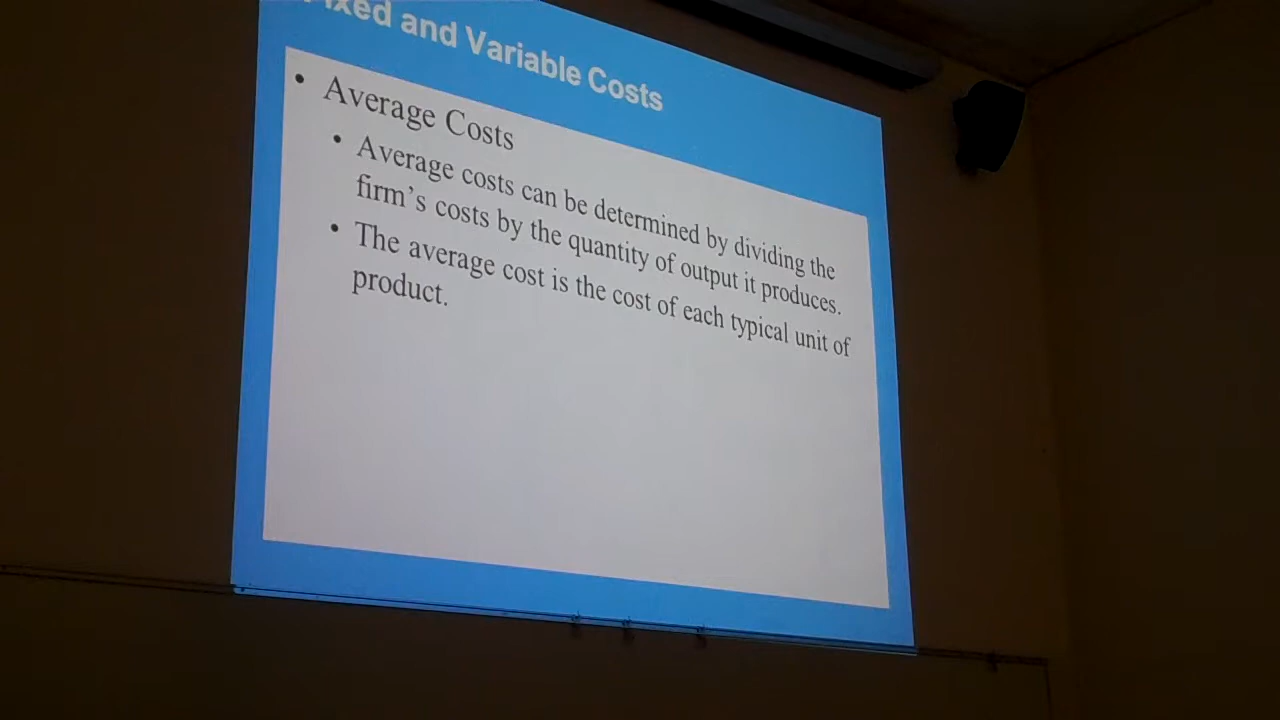 Fixed and Variable Costs
• Average Costs
• Average costs can be determined by dividing the
firm's costs by the quantity of output it produces.
• The average cost is the cost of each typical unit of
product.